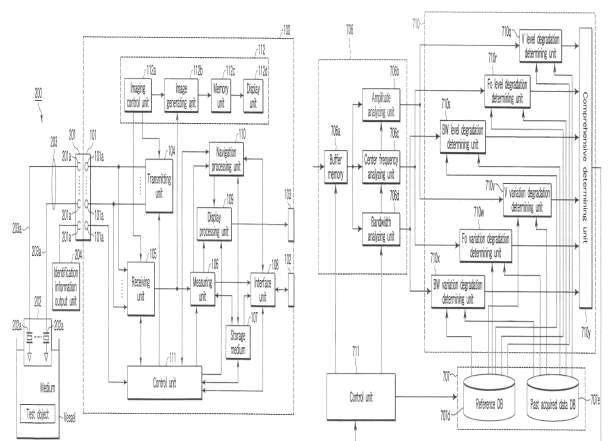 100
112
112a
112b
112c
112d
Imaging
control unit
Image
generating unit
Memory
unit
Display
unit
200
201
101
203
201a
101a
201a
101a
201a
101a
203a
203a
204
Identification
information
output unit
202
202a
202a
Medium
Test object
Vessel
104
Transmitting
unit
110
Navigation
processing unit
109
Display
processing unit
103
105
Receiving
unit
106
Measuring
unit
108
Interface
unit
102
107
Storage
medium
111
Control unit
706
706a
Buffer
memory
706b
Amplitude
analyzing unit
706c
Center frequency
analyzing unit
706d
Bandwidth
analyzing unit
710
710q
V level degradation
determining unit
710r
Fo level degradation
determining unit
710s
BW level degradation
determining unit
710v
V variation degradation
determining unit
710w
Fo variation degradation
determining unit
710x
BW variation degradation
determining unit
Comprehensive determining unit
710y
711
Control unit
707
707d
Reference DB
Past acquired data DB
707e